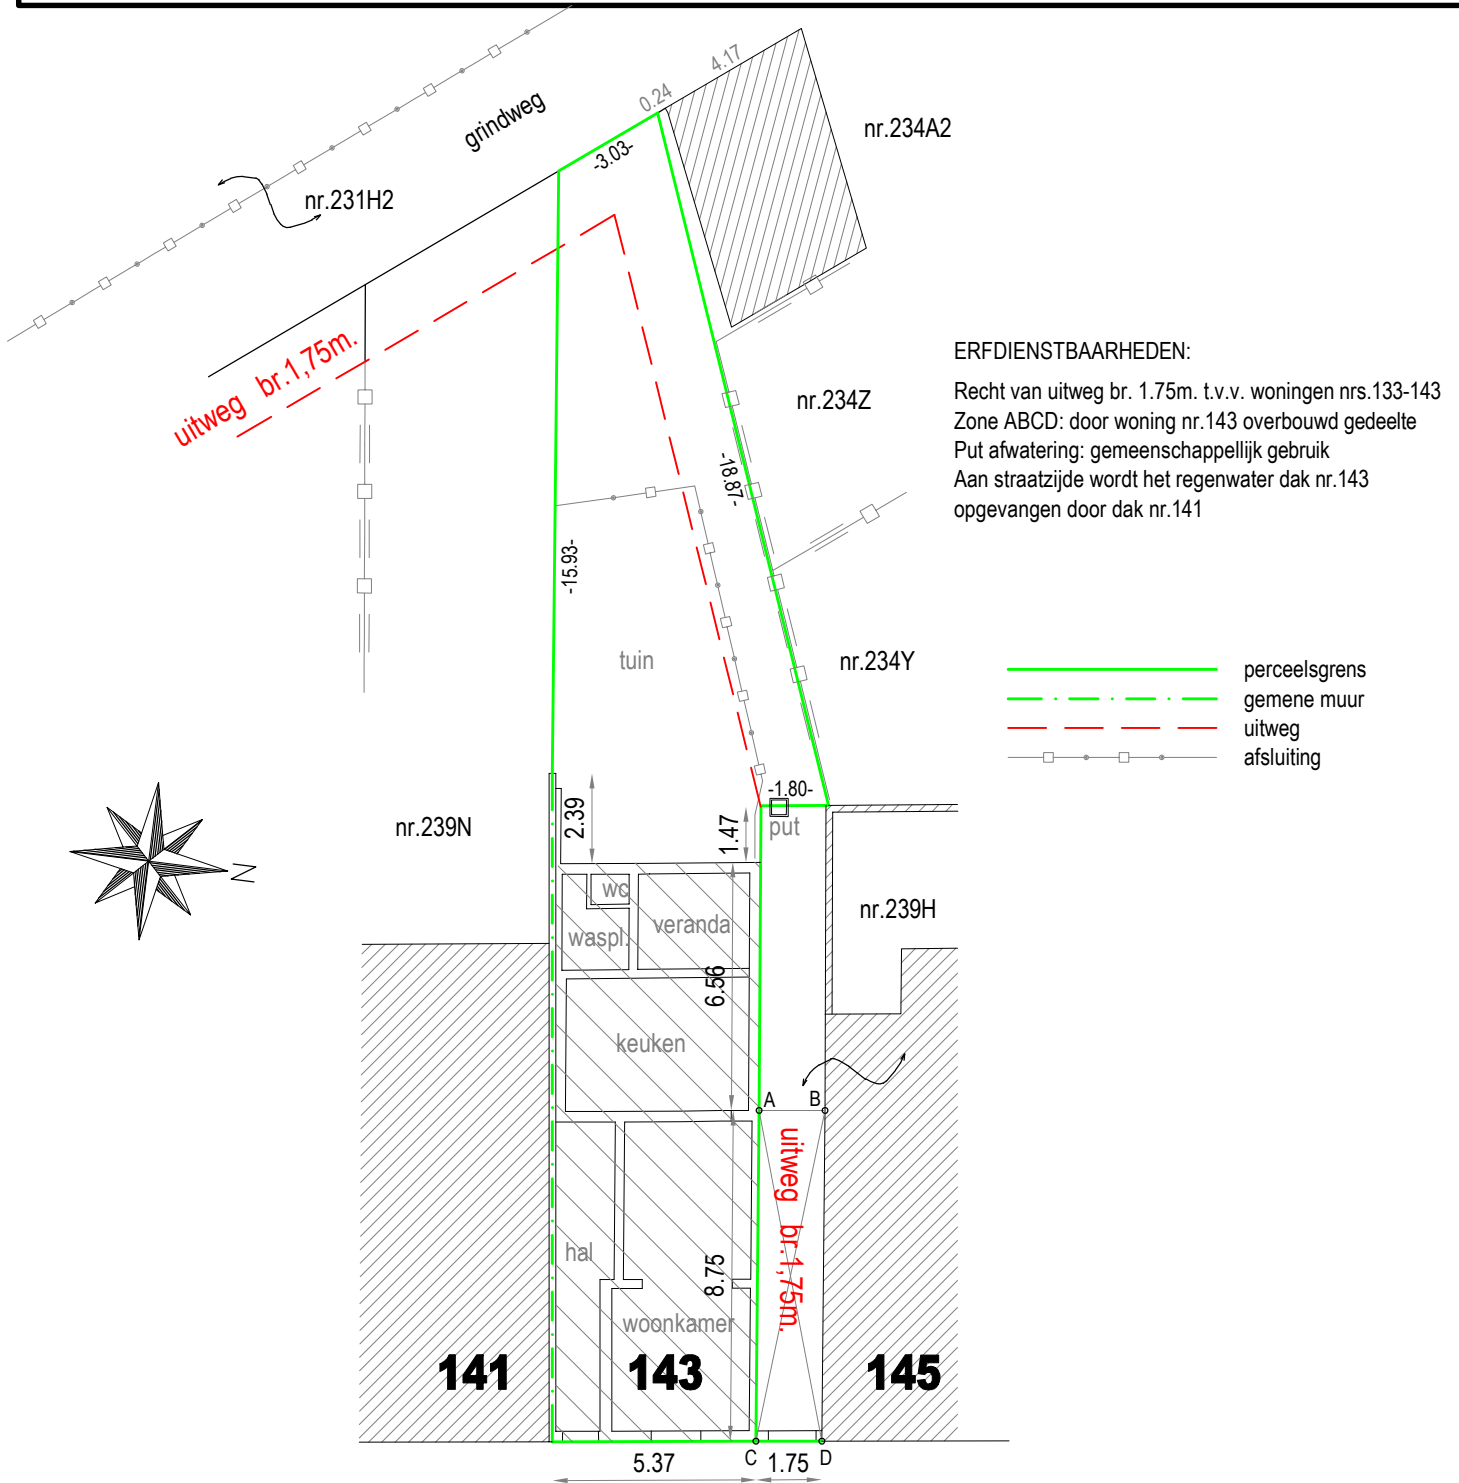 4.17
0.24
grindweg
nr.234A2
-3.03-
nr.231H2
uitweg br.1,75m.
ERFDIENSTBAARHEDEN:
Recht van uitweg br. 1.75m. t.v.v. woningen nrs.133-143
Zone ABCD: door woning nr.143 overbouwd gedeelte
Put afwatering: gemeenschappelijk gebruik
Aan straatzijde wordt het regenwater dak nr.143
opgevangen door dak nr.141
nr.234Z
-18.87-
-15.93-
tuin
nr.234Y
perceelsgrens
gemene muur
uitweg
afsluiting
-1.80-
2.39
1.47
put
nr.239N
N
wc
waspl.
veranda
nr.239H
6.56
keuken
A
B
uitweg br.1,75m.
hal
8.75
woonkamer
141
143
145
C
D
5.37
1.75